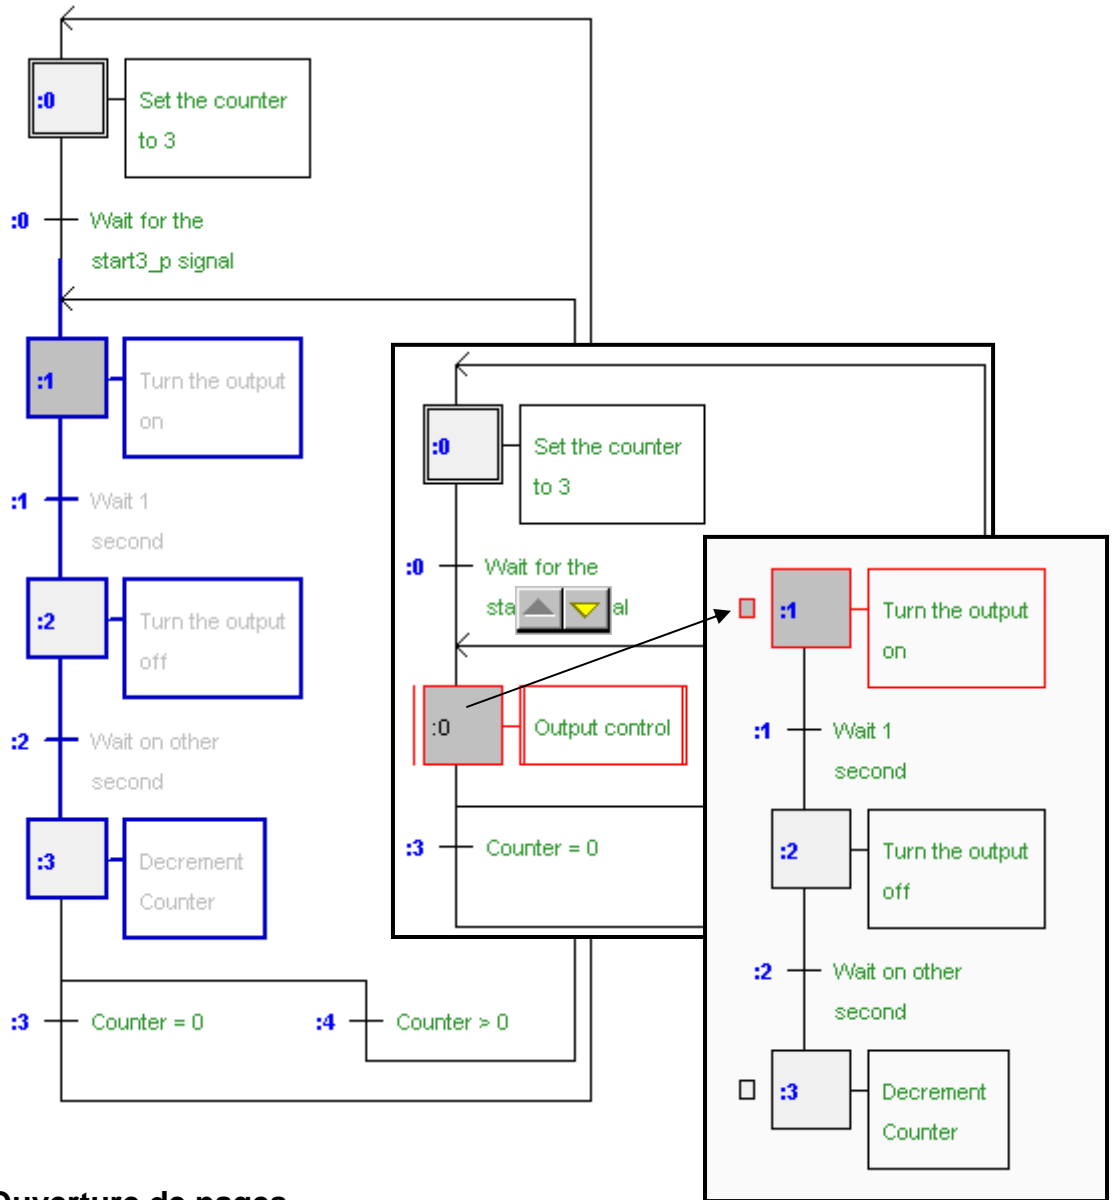 :0
Set the counter
to 3
:0
Wait for the
start3_p signal
:1
Turn the output
on
:1
Wait 1
second
:2
Turn the output
off
:2
Wait on other
second
:3
Decrement
Counter
:3
Counter = 0
:4
Counter > 0
:0
Set the counter
to 3
:0
Wait for the
sta
al
:0
Output control
:3
Counter = 0
:1
Turn the output
on
:1
Wait 1
second
:2
Turn the output
off
:2
Wait on other
second
:3
Decrement
Counter
Ouverture de pages